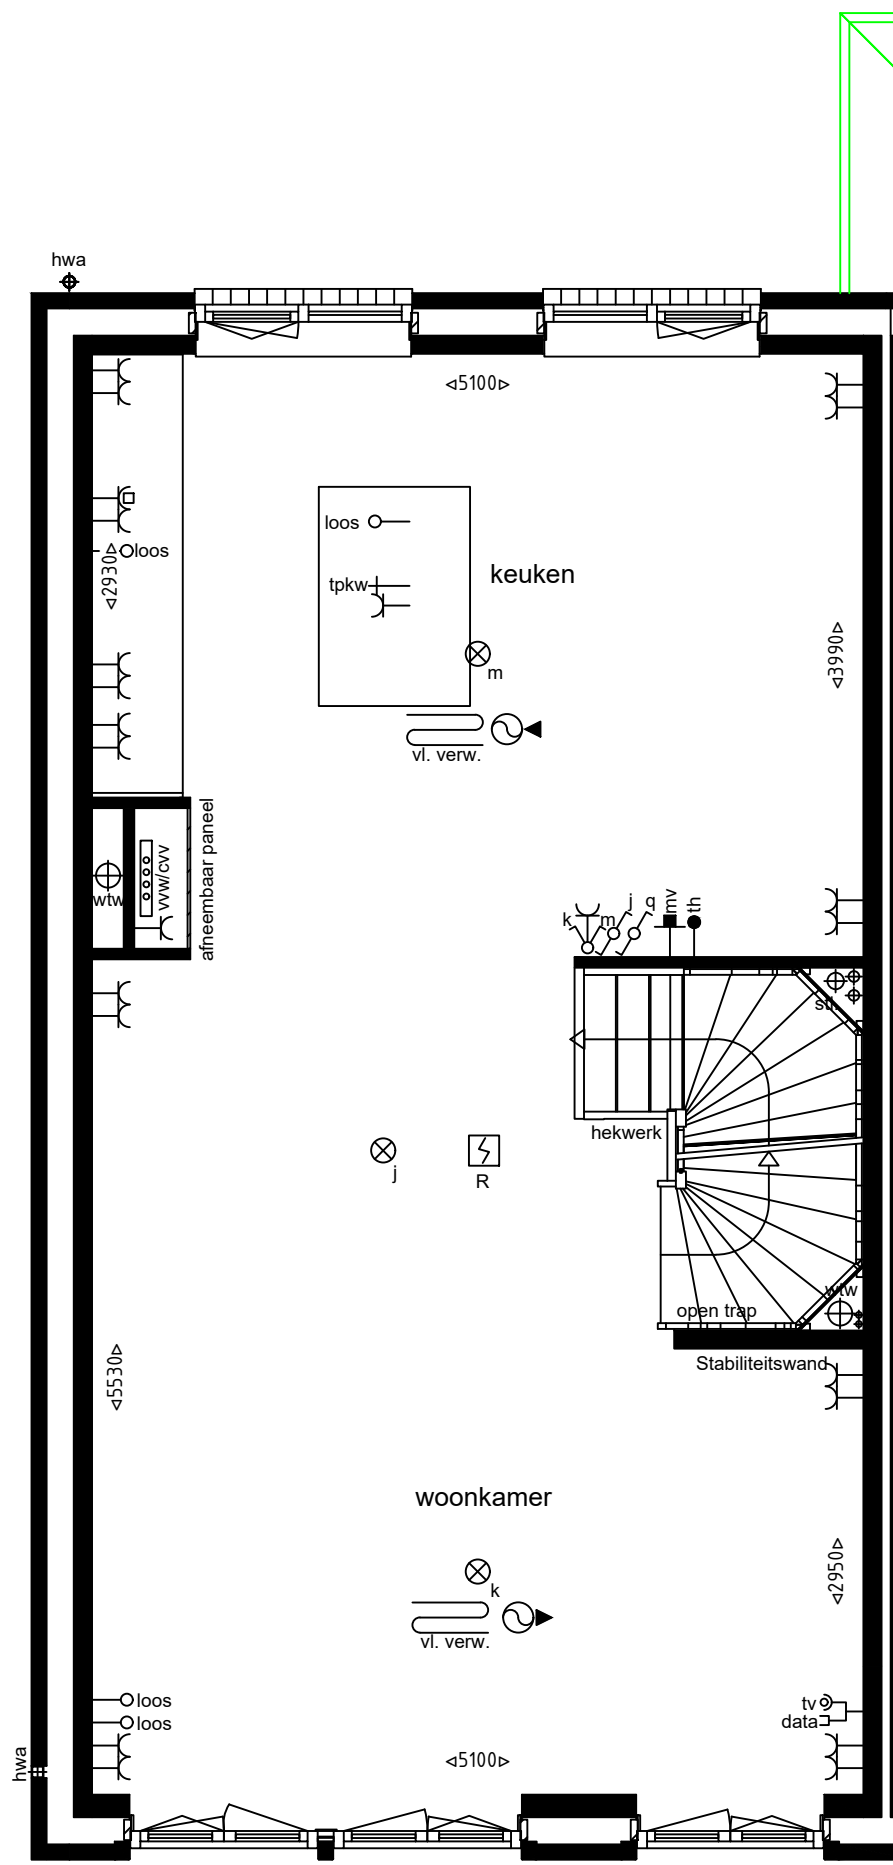 hwa
5100
loos
keuken
loos
tpkw
2930
3990
m
vl. verw.
afneembaar paneel
vvw/cvv
wtw
k
m
j
q
mv
th
hekwerk
j
R
wtw
open trap
Stabiliteitswand
5530
woonkamer
2950
k
vl. verw.
loos
tv
loos
data
hwa
5100